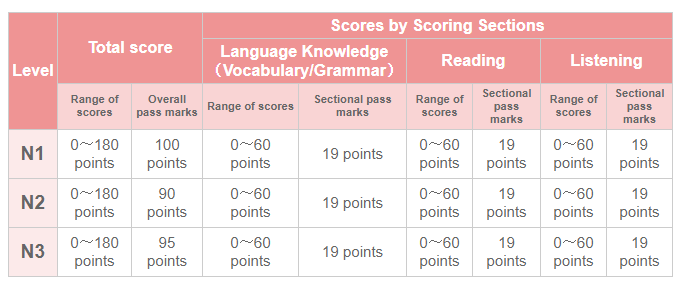 Level
Total score
Scores by Scoring Sections
Language Knowledge
（Vocabulary/Grammar）
Reading
Listening
Range of
scores
Overall
pass marks
Range of scores
Sectional pass
marks
Range of
scores
Sectional
pass
marks
Range of
scores
Sectional
pass
marks
N1
0～180
points
100
points
0～60
points
19 points
0～60
points
19
points
0～60
points
19
points
N2
0～180
points
90
points
0～60
points
19 points
0～60
points
19
points
0～60
points
19
points
N3
0～180
points
95
points
0～60
points
19 points
0～60
points
19
points
0～60
points
19
points